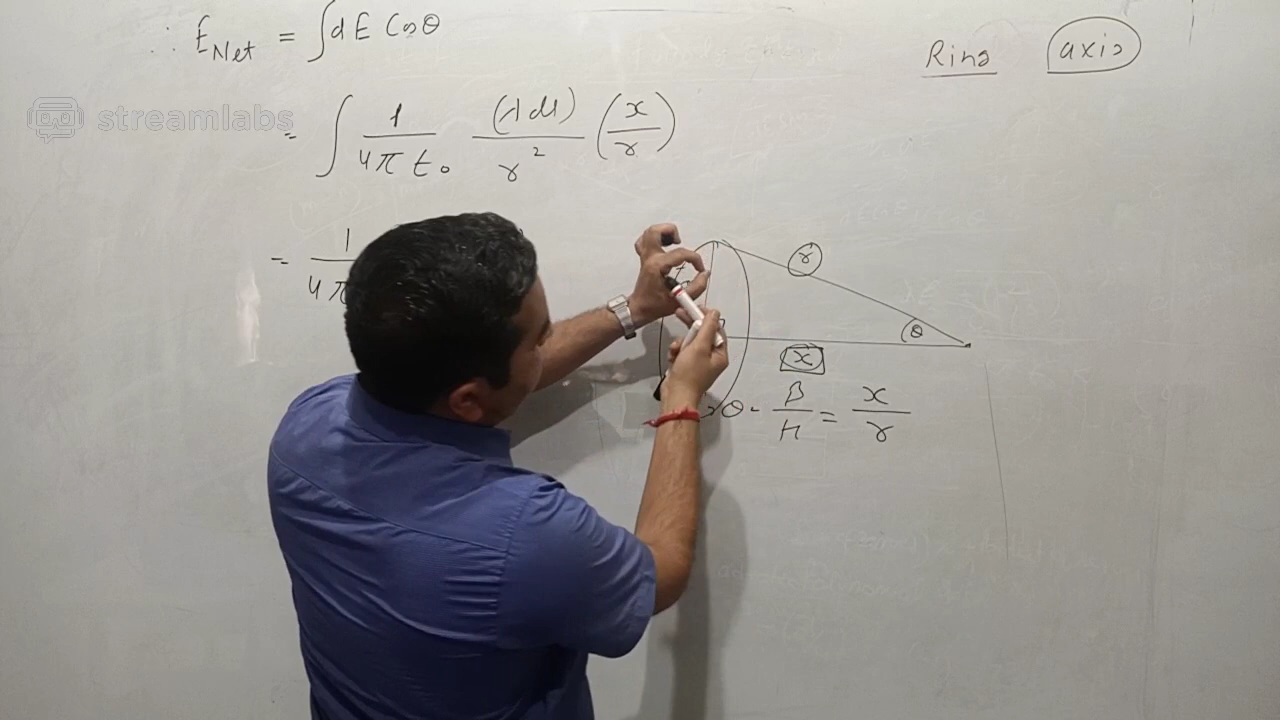 ∴ E_Net = ∫dE Cosθ
Ring axis
streamlabs
= ∫ 1/4πε₀ (λdl)/r² (x/r)
= 1/4π
r
θ
x
θ = B/H = x/r